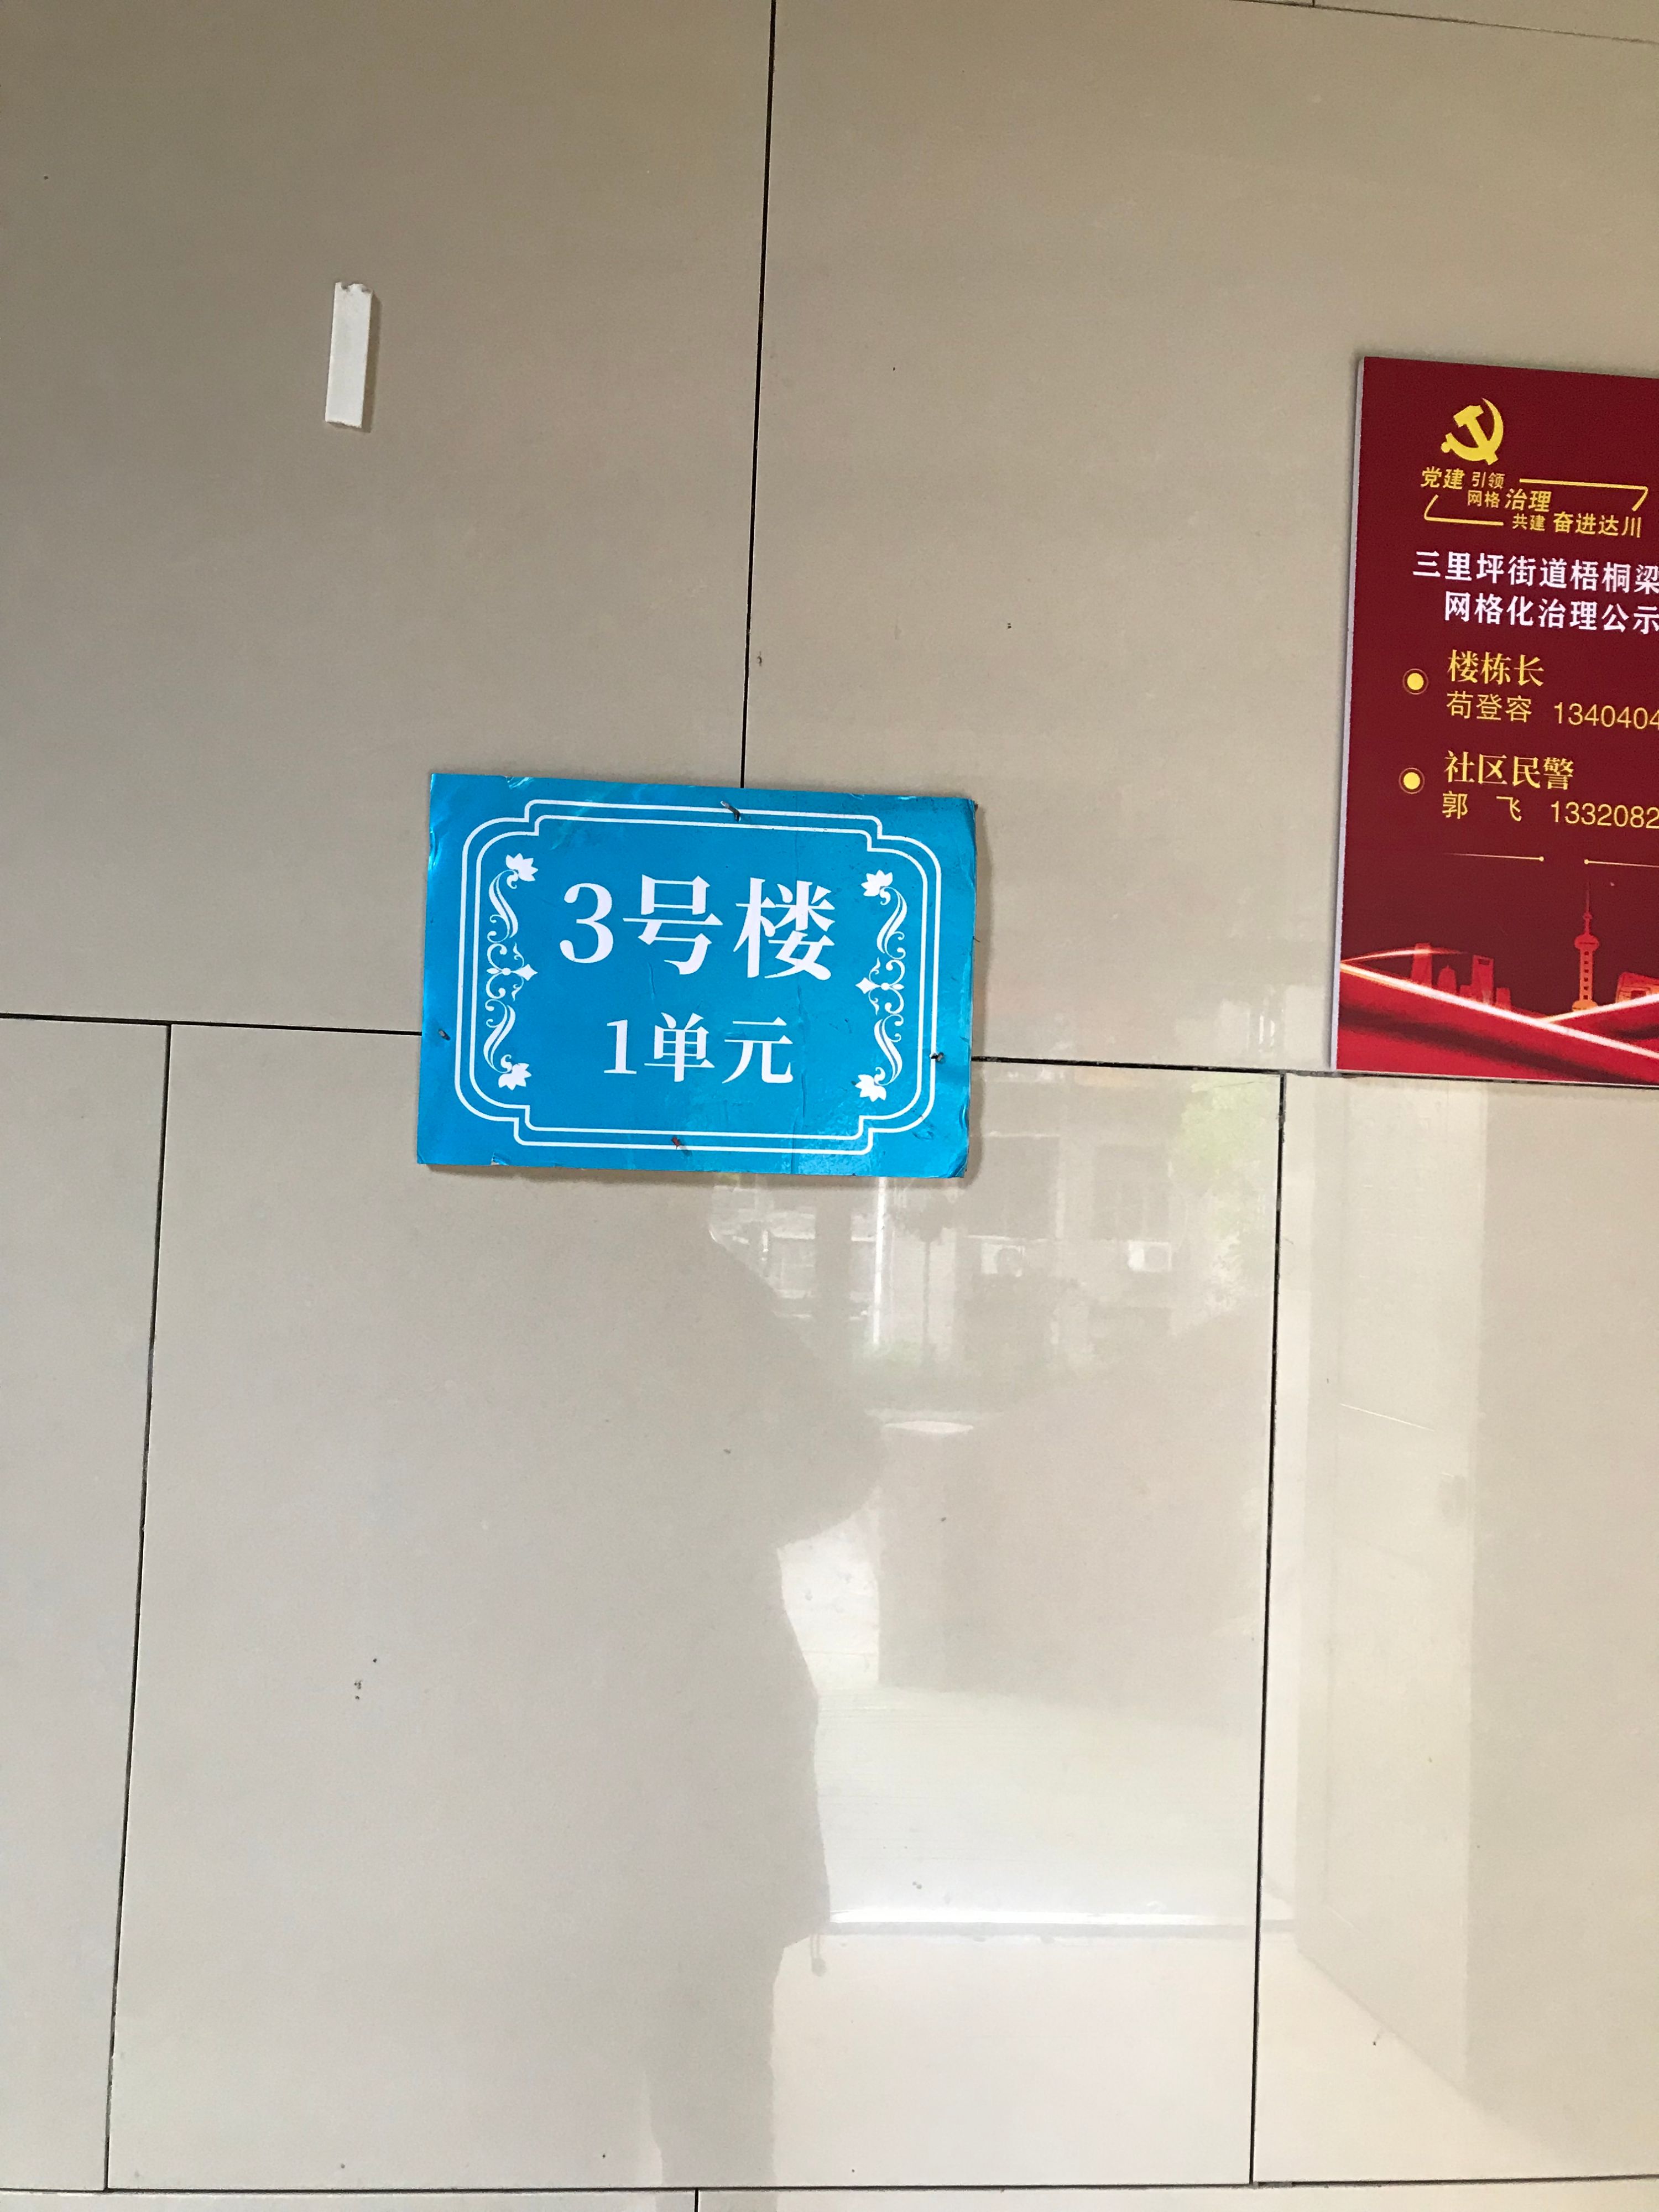 3号楼
1单元
党建 引领
网格 治理
共建 奋进达川
三里坪街道梧桐梁
网格化治理公示
楼栋长
苟登容 1340404
社区民警
郭 飞 1332082